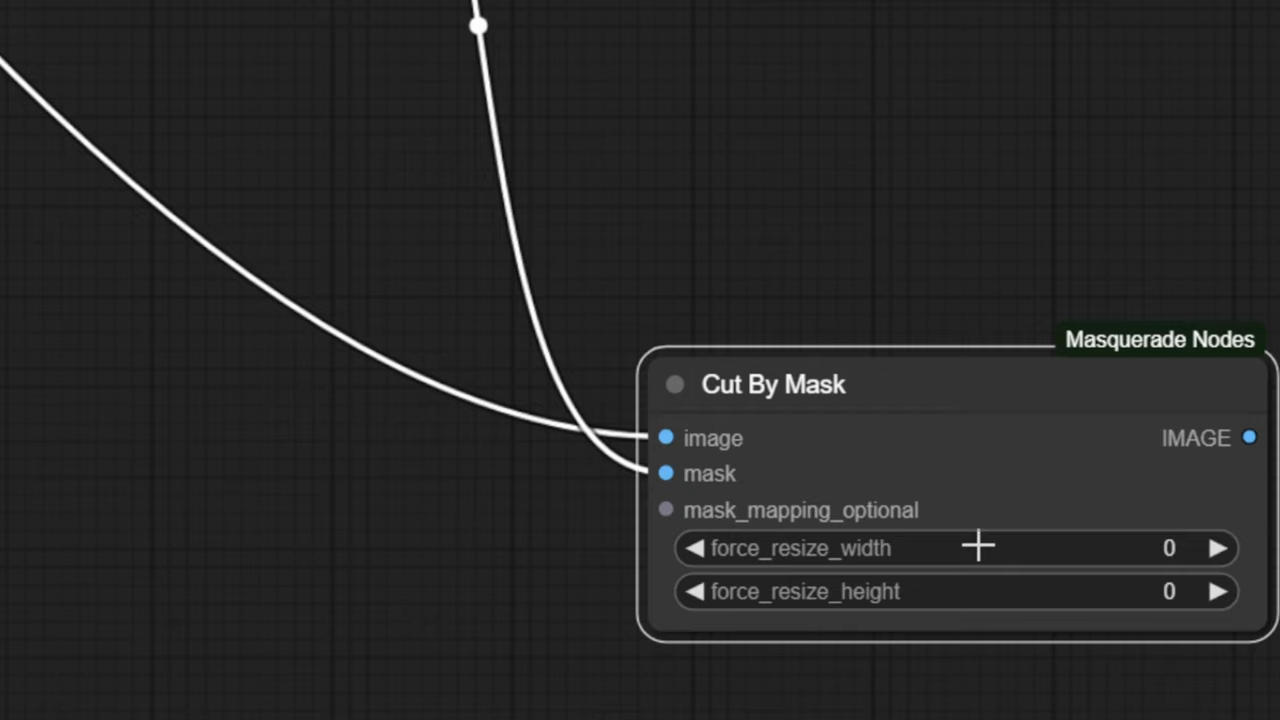 Masquerade Nodes
Cut By Mask
image IMAGE
mask
mask_mapping_optional
force_resize_width 0
force_resize_height 0